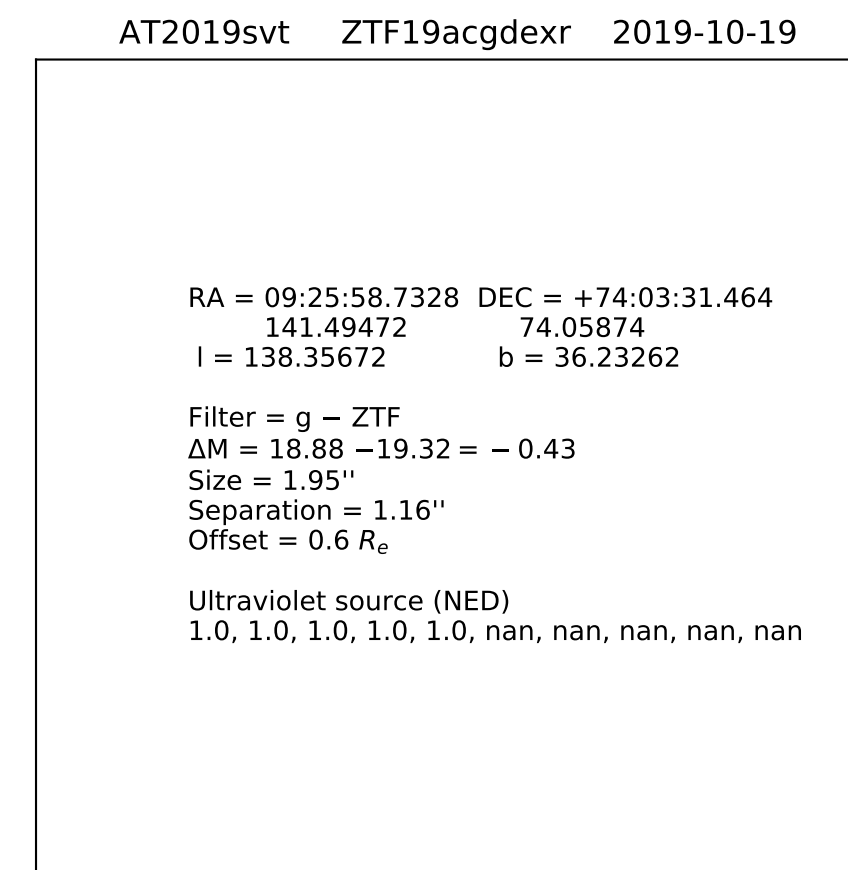 AT2019svt ZTF19acgdexr 2019-10-19
RA = 09:25:58.7328 DEC = +74:03:31.464
141.49472 74.05874
l = 138.35672 b = 36.23262
Filter = g − ZTF
ΔM = 18.88 −19.32 = − 0.43
Size = 1.95''
Separation = 1.16''
Offset = 0.6 Re
Ultraviolet source (NED)
1.0, 1.0, 1.0, 1.0, 1.0, nan, nan, nan, nan, nan